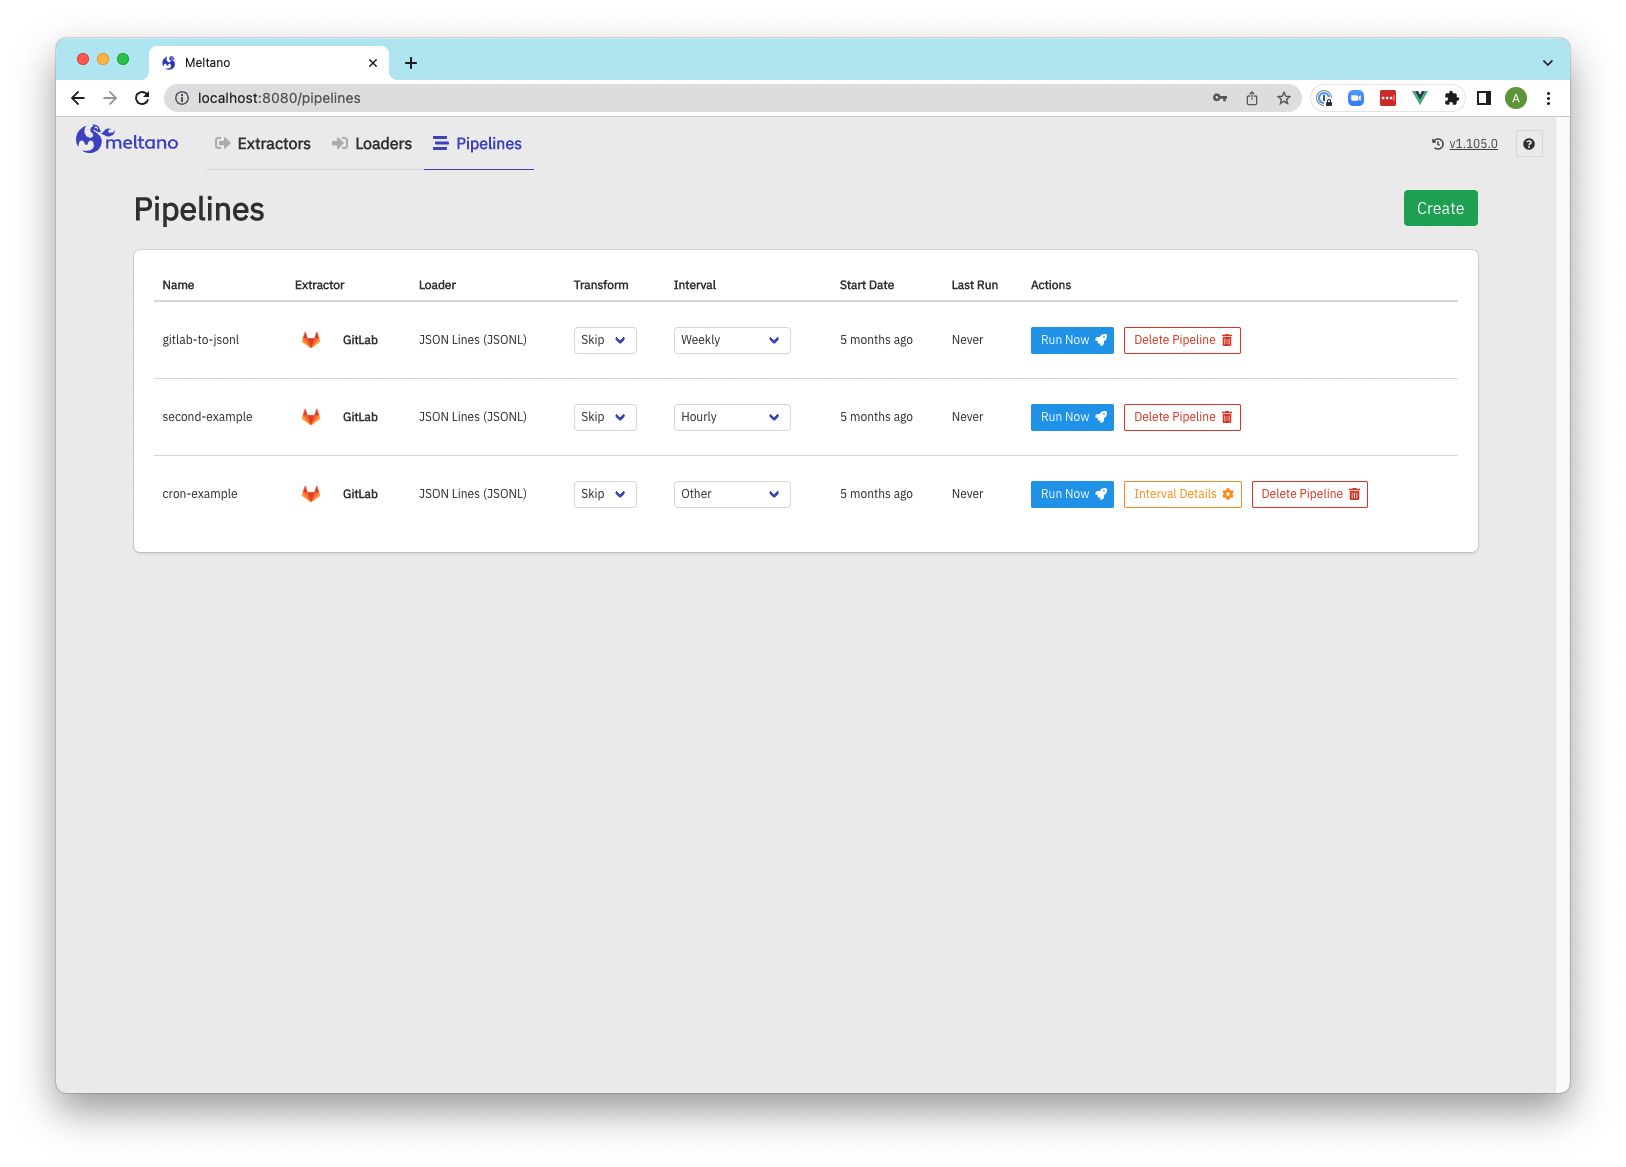 Meltano
localhost:8080/pipelines
A
meltano
Extractors
Loaders
Pipelines
v1.105.0
Pipelines
Create
Name Extractor Loader Transform Interval Start Date Last Run Actions
gitlab-to-jsonl GitLab JSON Lines (JSONL) Skip Weekly 5 months ago Never Run Now Delete Pipeline
second-example GitLab JSON Lines (JSONL) Skip Hourly 5 months ago Never Run Now Delete Pipeline
cron-example GitLab JSON Lines (JSONL) Skip Other 5 months ago Never Run Now Interval Details Delete Pipeline